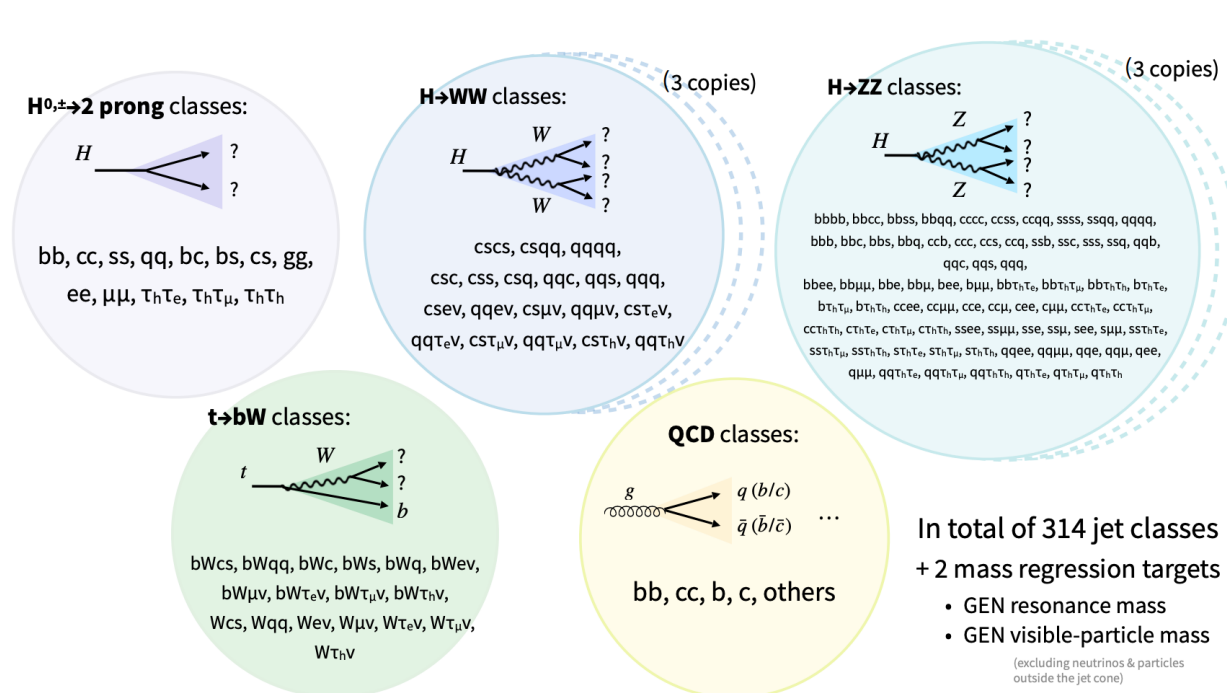 H⁰,±→2 prong classes:
H
?
?
bb, cc, ss, qq, bc, bs, cs, gg,
ee, μμ, τₕτₑ, τₕτμ, τₕτₕ
H→WW classes:
(3 copies)
H
W
W
?
?
?
?
cscs, csqq, qqqq,
csc, css, csq, qqc, qqs, qqq,
csev, qqev, csμv, qqμv, csτₑv,
qqτₑv, csτμv, qqτμv, csτₕv, qqτₕv
H→ZZ classes:
(3 copies)
H
Z
Z
?
?
?
?
bbbb, bbcc, bbss, bbqq, cccc, ccss, ccqq, ssss, ssqq, qqqq,
bbb, bbc, bbs, bbq, ccb, ccc, ccs, ccq, ssb, ssc, sss, ssq, qqb,
qqc, qqs, qqq,
bbee, bbμμ, bbe, bbμ, bee, bμμ, bbτₕτₑ, bbτₕτμ, bbτₕτₕ, bτₕτₑ,
bτₕτμ, bτₕτₕ, ccee, ccμμ, cce, ccμ, cee, cμμ, ccτₕτₑ, ccτₕτμ,
ccτₕτₕ, cτₕτₑ, cτₕτμ, cτₕτₕ, ssee, ssμμ, sse, ssμ, see, sμμ, ssτₕτₑ,
ssτₕτμ, ssτₕτₕ, sτₕτₑ, sτₕτμ, sτₕτₕ, qqee, qqμμ, qqe, qqμ, qee,
qμμ, qqτₕτₑ, qqτₕτμ, qqτₕτₕ, qτₕτₑ, qτₕτμ, qτₕτₕ
t→bW classes:
t
W
?
?
b
bWcs, bWqq, bWc, bWs, bWq, bWev,
bWμv, bWτₑv, bWτμv, bWτₕv,
Wcs, Wqq, Wev, Wμv, Wτₑv, Wτμv,
Wτₕv
QCD classes:
g
q (b/c)
q̄ (b̄/c̄)
...
bb, cc, b, c, others
In total of 314 jet classes
+ 2 mass regression targets
• GEN resonance mass
• GEN visible-particle mass
(excluding neutrinos & particles
outside the jet cone)